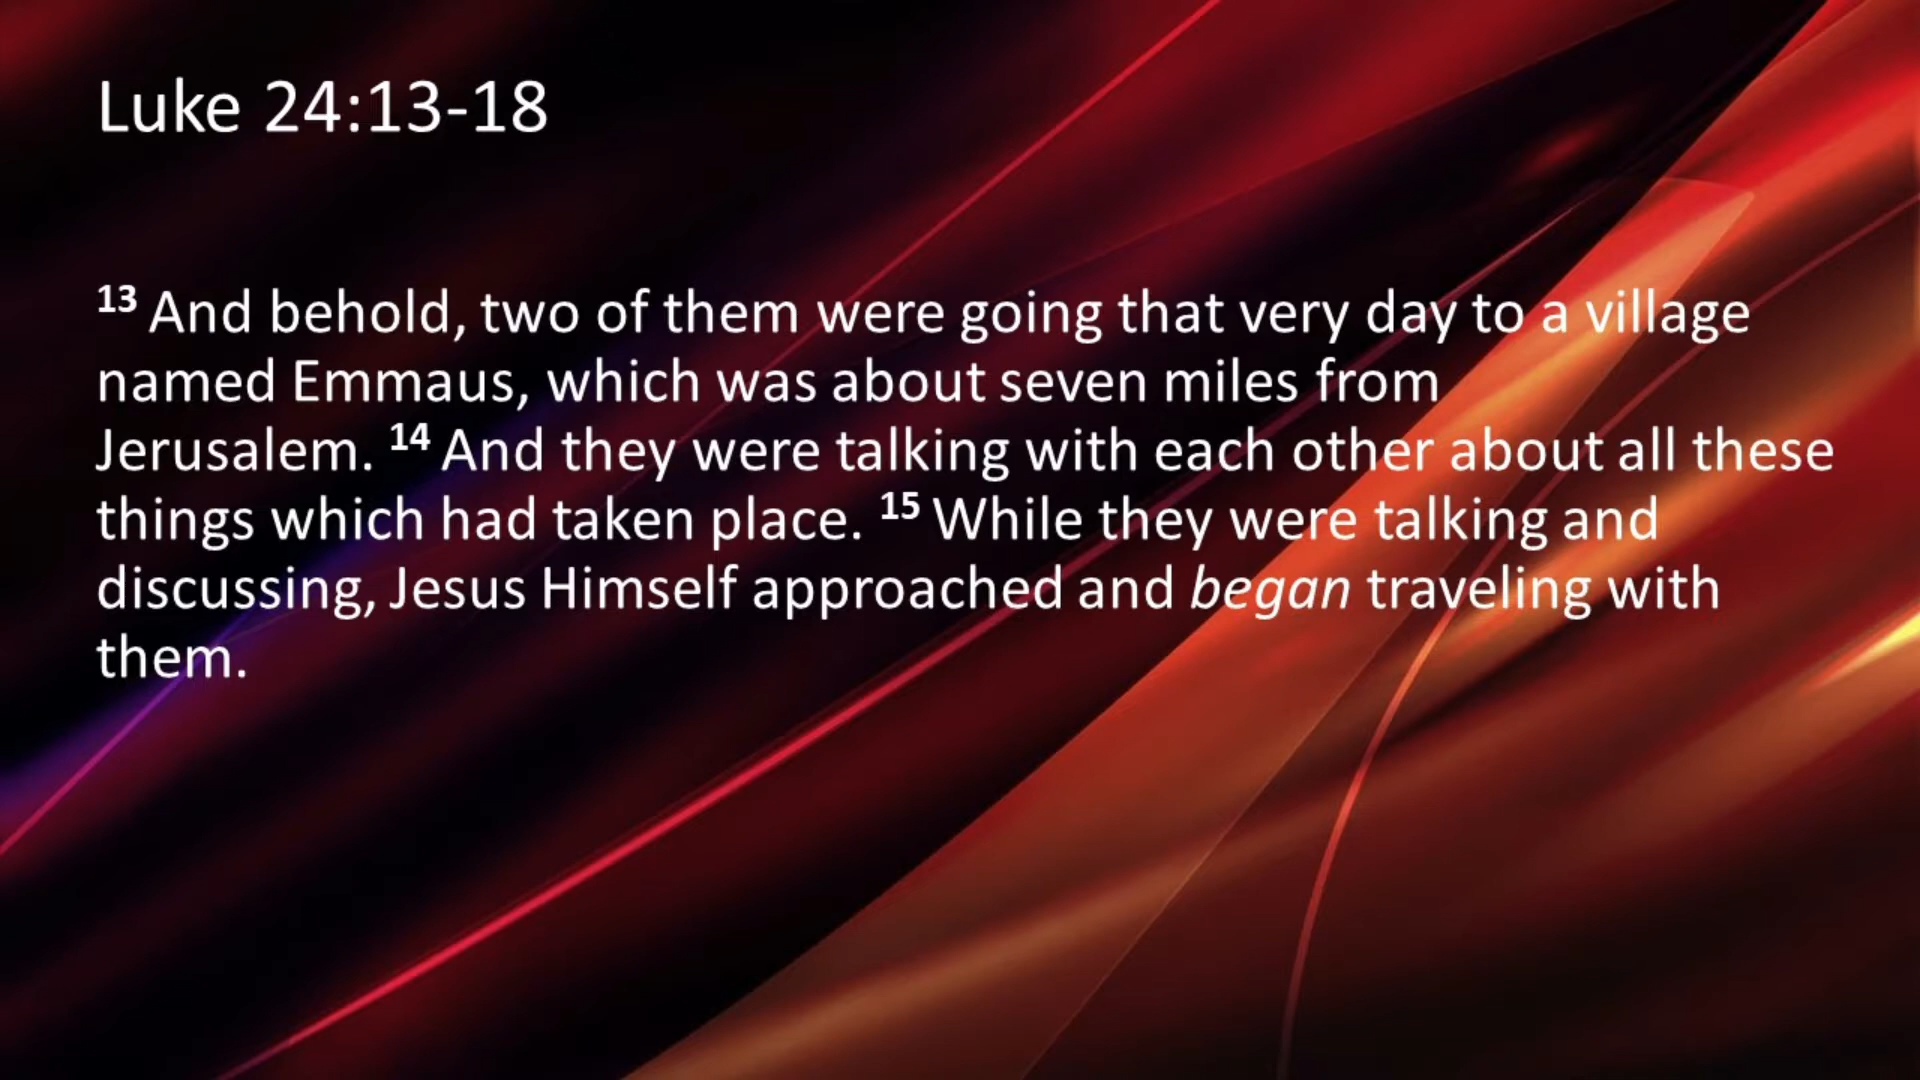 Luke 24:13-18
13 And behold, two of them were going that very day to a village
named Emmaus, which was about seven miles from
Jerusalem. 14 And they were talking with each other about all these
things which had taken place. 15 While they were talking and
discussing, Jesus Himself approached and began traveling with
them.